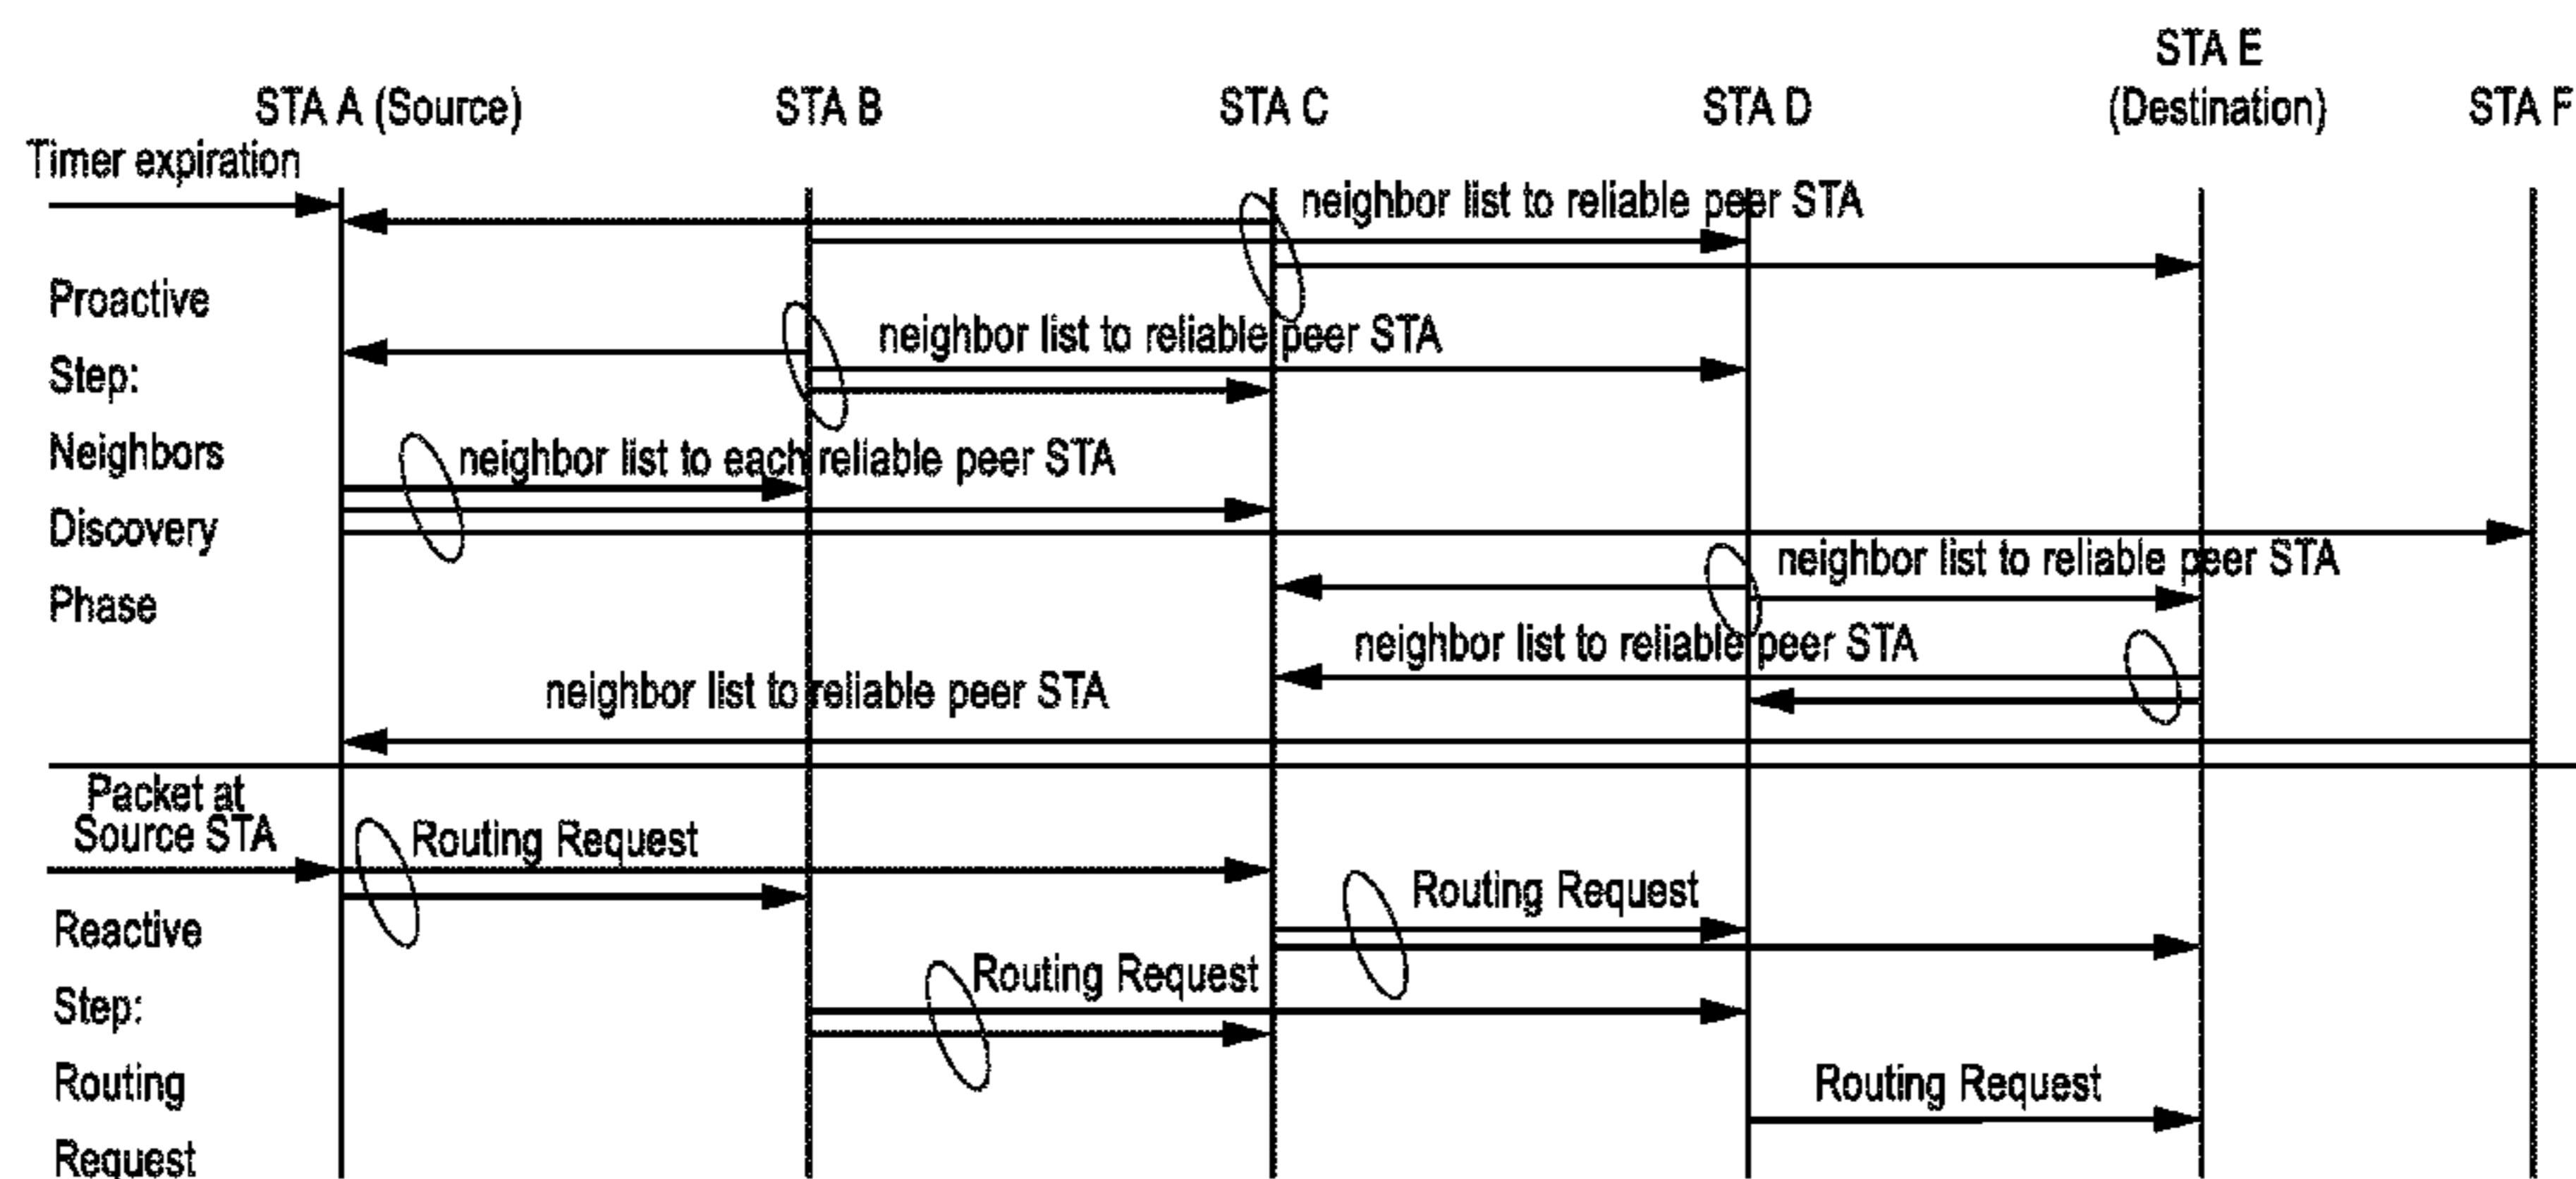 STA E
STA A (Source)
STA B
STA C
STA D
(Destination)
STA F
Timer expiration
neighbor list to reliable peer STA
Proactive
neighbor list to reliable peer STA
Step:
Neighbors
neighbor list to each reliable peer STA
Discovery
neighbor list to reliable peer STA
Phase
neighbor list to reliable peer STA
neighbor list to reliable peer STA
Packet at
Source STA
Routing Request
Routing Request
Reactive
Routing Request
Step:
Routing
Routing Request
Request